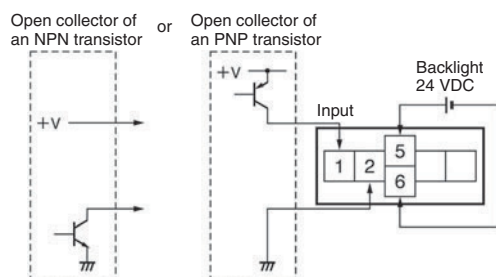 Open collector of
an NPN transistor
or
Open collector of
an PNP transistor
+V
+V
Input
Backlight
24 VDC
1 2 5
6